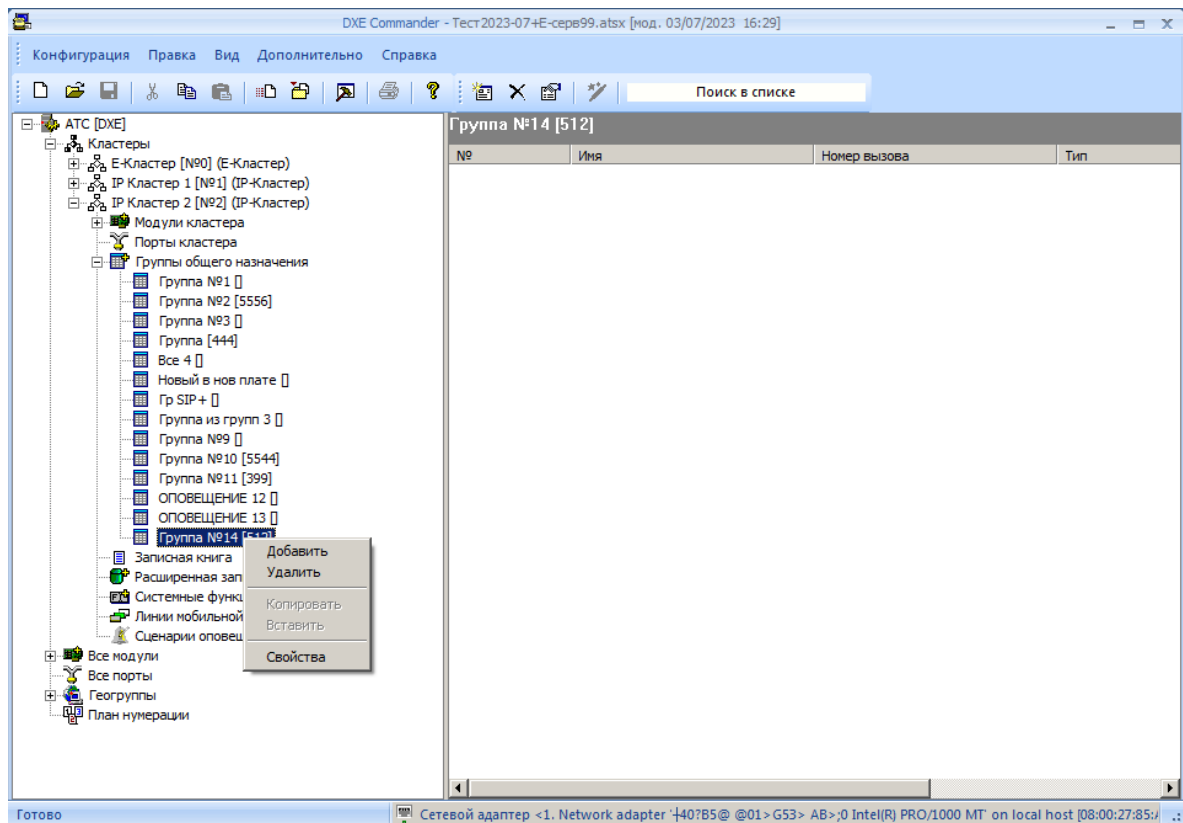 DXE Commander - Тест2023-07+Е-серв99.atsx [мод. 03/07/2023 16:29]
Конфигурация Правка Вид Дополнительно Справка
Поиск в списке
АТС [DXE]
Кластеры
Е-Кластер [№0] (Е-Кластер)
IP Кластер 1 [№1] (IP-Кластер)
IP Кластер 2 [№2] (IP-Кластер)
Модули кластера
Порты кластера
Группы общего назначения
Группа №1 []
Группа №2 [5556]
Группа №3 []
Группа [444]
Все 4 []
Новый в нов плате []
Гр SIP+ []
Группа из групп 3 []
Группа №9 []
Группа №10 [5544]
Группа №11 [399]
ОПОВЕЩЕНИЕ 12 []
ОПОВЕЩЕНИЕ 13 []
Группа №14 [512]
Записная книга
Расширенная зап
Системные функц
Линии мобильной
Сценарии оповещ
Все модули
Все порты
Геогруппы
План нумерации
Добавить
Удалить
Копировать
Вставить
Свойства
Группа №14 [512]
№ Имя Номер вызова Тип
Готово
Сетевой адаптер <1. Network adapter '┤40?B5@ @01>G53> AB>;0 Intel(R) PRO/1000 MT' on local host [08:00:27:85: